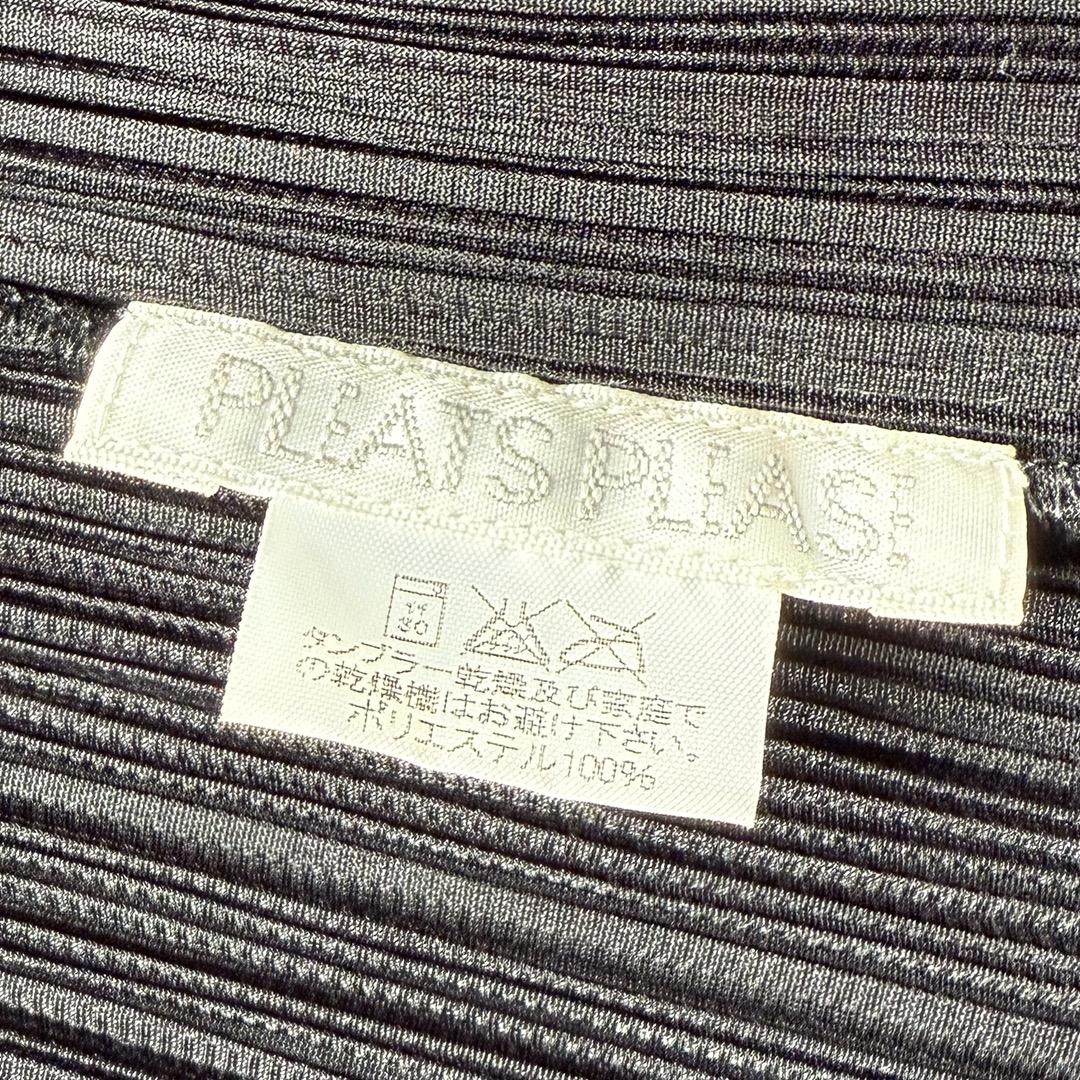 PLEATS PLEASE
40
タンブラー乾燥及び家庭で
の乾燥機はお避け下さい。
ポリエステル100%